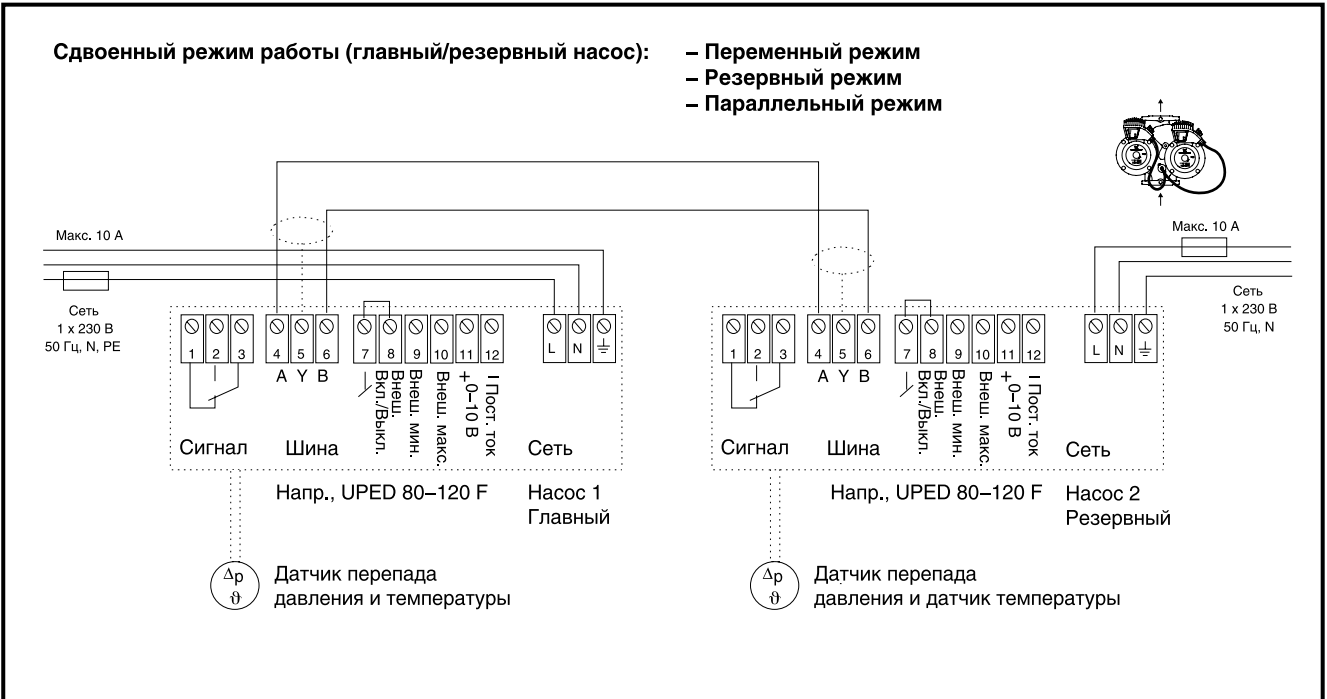 Сдвоенный режим работы (главный/резервный насос): – Переменный режим
– Резервный режим
– Параллельный режим
Макс. 10 А
Сеть
1 x 230 В
50 Гц, N, PE
Макс. 10 А
Сеть
1 x 230 В
50 Гц, N
1 2 3 4 5 6 7 8 9 10 11 12 L N
A Y B
Вкл./Выкл.
Внеш.
Внеш. мин.
Внеш. макс.
+ 0–10 В
I Пост. ток
Сигнал Шина Сеть
Напр., UPED 80–120 F
Насос 1
Главный
Δp
ϑ
Датчик перепада
давления и температуры
1 2 3 4 5 6 7 8 9 10 11 12 L N
A Y B
Вкл./Выкл.
Внеш.
Внеш. мин.
Внеш. макс.
+ 0–10 В
I Пост. ток
Сигнал Шина Сеть
Напр., UPED 80–120 F
Насос 2
Резервный
Δp
ϑ
Датчик перепада
давления и датчик температуры